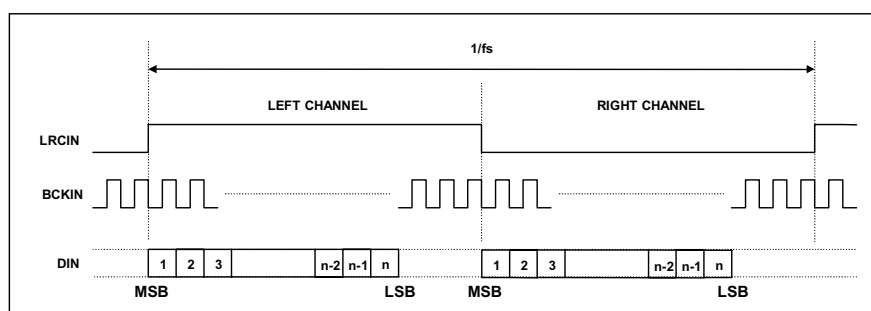 1/fs
LEFT CHANNEL RIGHT CHANNEL
LRCIN
BCKIN
DIN 1 2 3 n-2 n-1 n 1 2 3 n-2 n-1 n
MSB LSB MSB LSB